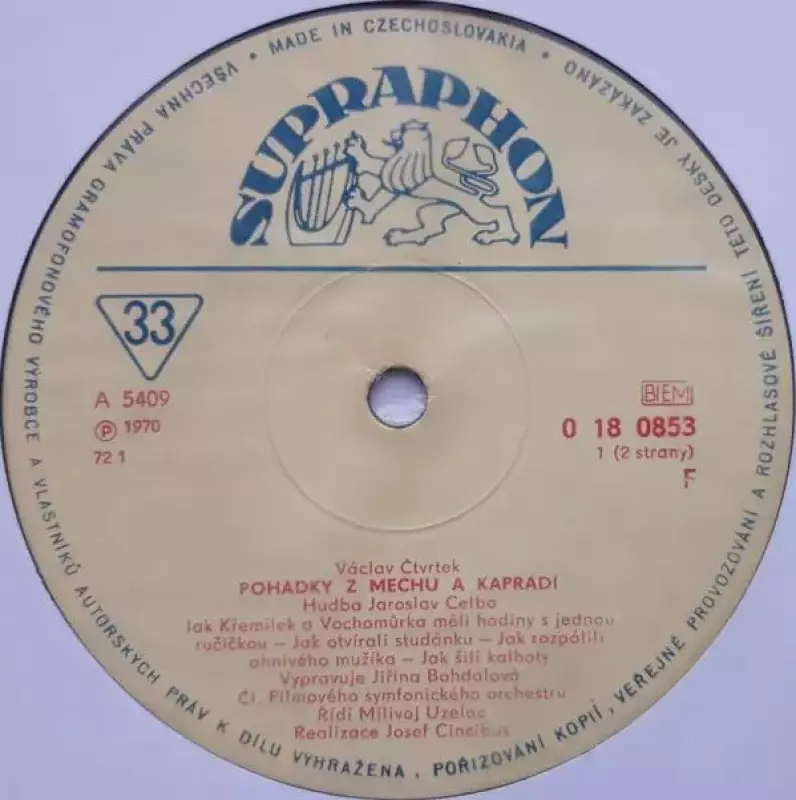 VŠECHNA PRÁVA GRAMOFONOVÉHO VÝROBCE A VLASTNÍKŮ AUTORSKÝCH PRÁV K DÍLU VYHRAŽENA. POŘIZOVÁNÍ KOPIÍ, VEŘEJNÉ PROVOZOVÁNÍ A ROZHLASOVÉ ŠÍŘENÍ TÉTO DESKY JE ZAKÁZÁNO • MADE IN CZECHOSLOVAKIA •
SUPRAPHON
33
A 5409
Ⓟ 1970
72 1
BIEM
0 18 0853
1 (2 strany)
F
Václav Čtvrtek
POHÁDKY Z MECHU A KAPRADÍ
Hudba Jaroslav Celba
Jak Křemílek a Vochomůrka měli hodiny s jednou
ručičkou – Jak otvírali studánku – Jak rozpálili
ohnivého mužíka – Jak šili kalhoty
Vypravuje Jiřina Bohdalová
Čl. Filmového symfonického orchestru
Řídí Milivoj Uzelac
Realizace Josef Cincibus